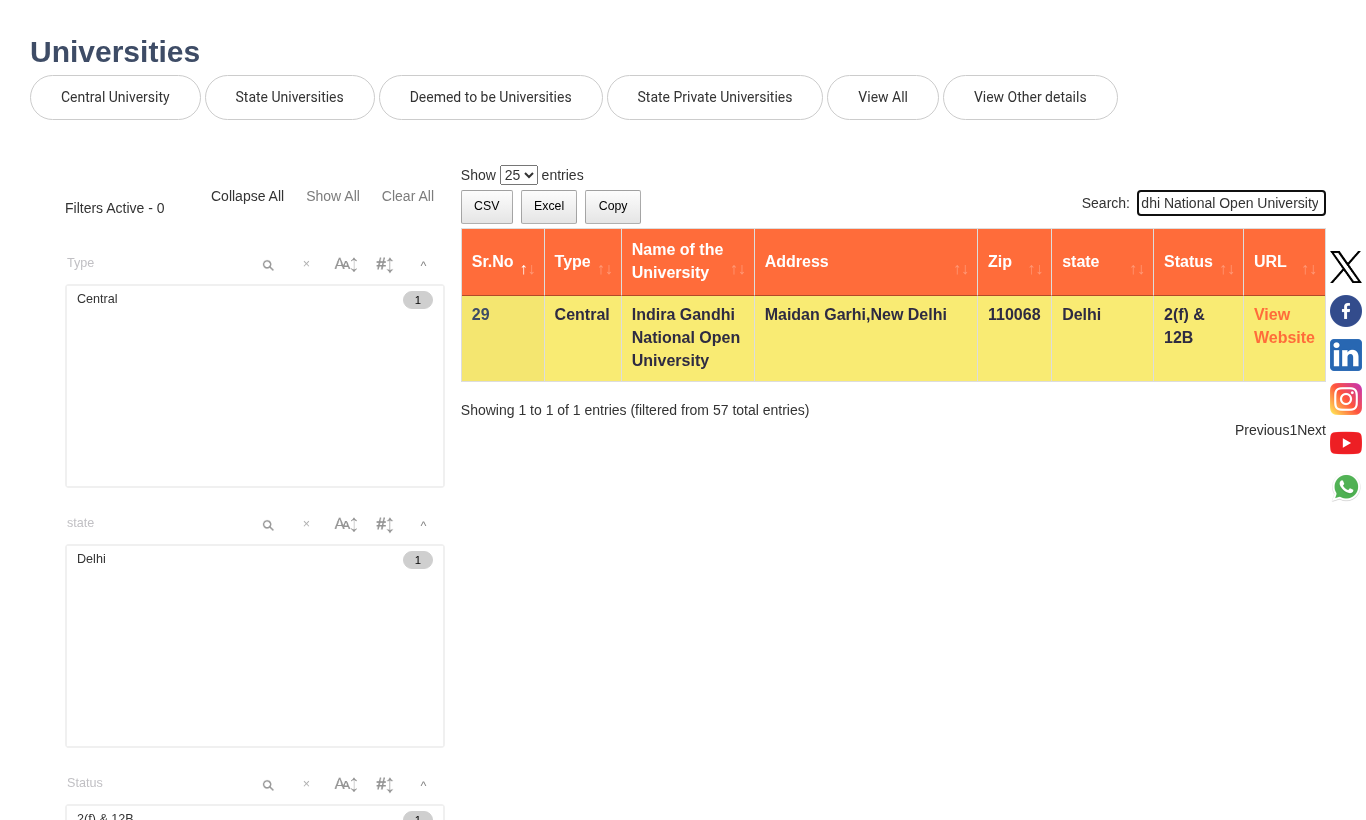 Universities
Central University State Universities Deemed to be Universities State Private Universities View All View Other details
Show 25 entries
Filters Active - 0 Collapse All Show All Clear All
CSV Excel Copy
Search: dhi National Open University
Type
Central 1
state
Delhi 1
Status
2(f) & 12B 1
Sr.No Type Name of the University Address Zip state Status URL
29 Central Indira Gandhi National Open University Maidan Garhi,New Delhi 110068 Delhi 2(f) & 12B View Website
Showing 1 to 1 of 1 entries (filtered from 57 total entries)
Previous1Next